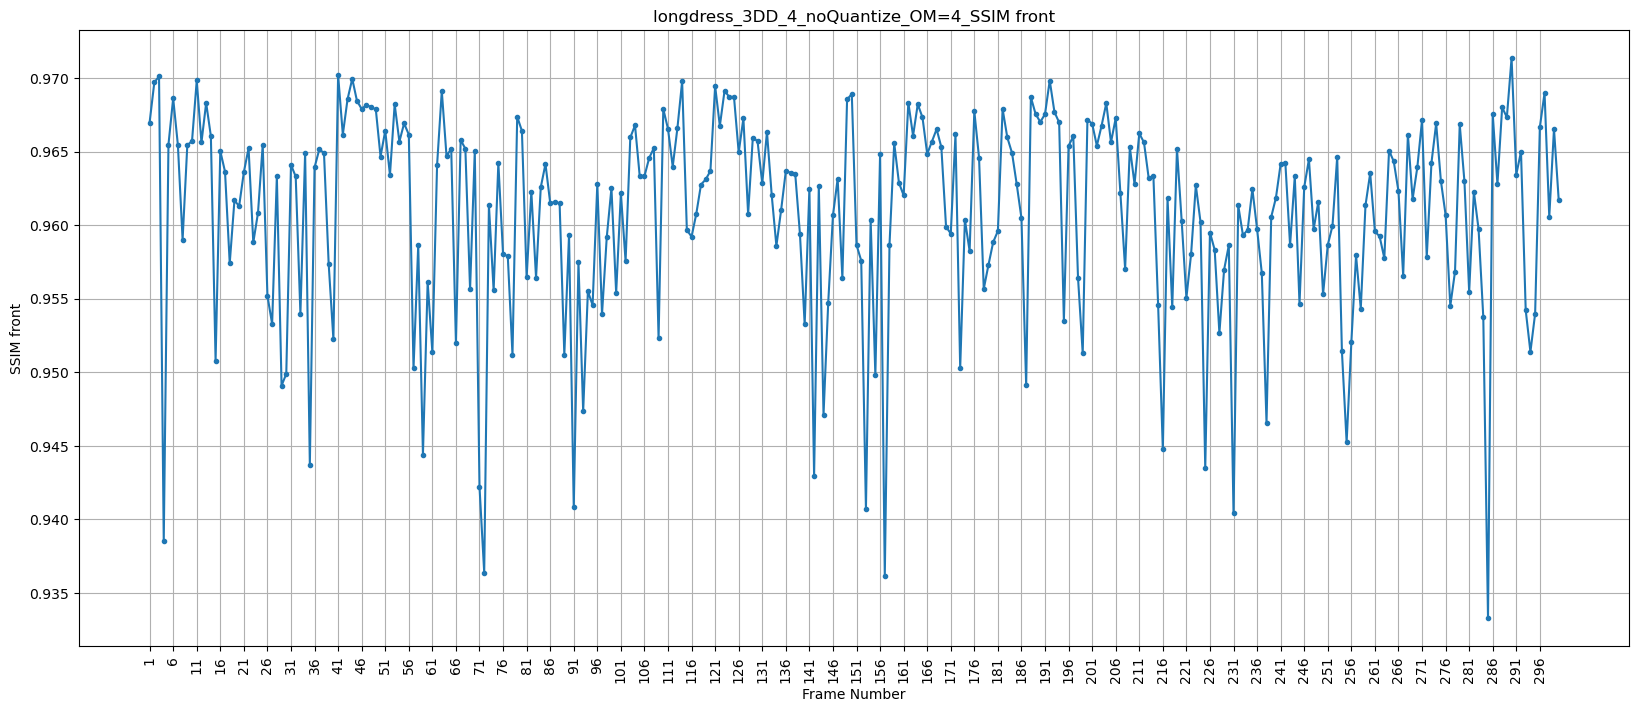 longdress_3DD_4_noQuantize_OM=4_SSIM front
0.970
0.965
0.960
0.955
0.950
0.945
0.940
0.935
SSIM front
1 6 11 16 21 26 31 36 41 46 51 56 61 66 71 76 81 86 91 96 101 106 111 116 121 126 131 136 141 146 151 156 161 166 171 176 181 186 191 196 201 206 211 216 221 226 231 236 241 246 251 256 261 266 271 276 281 286 291 296
Frame Number